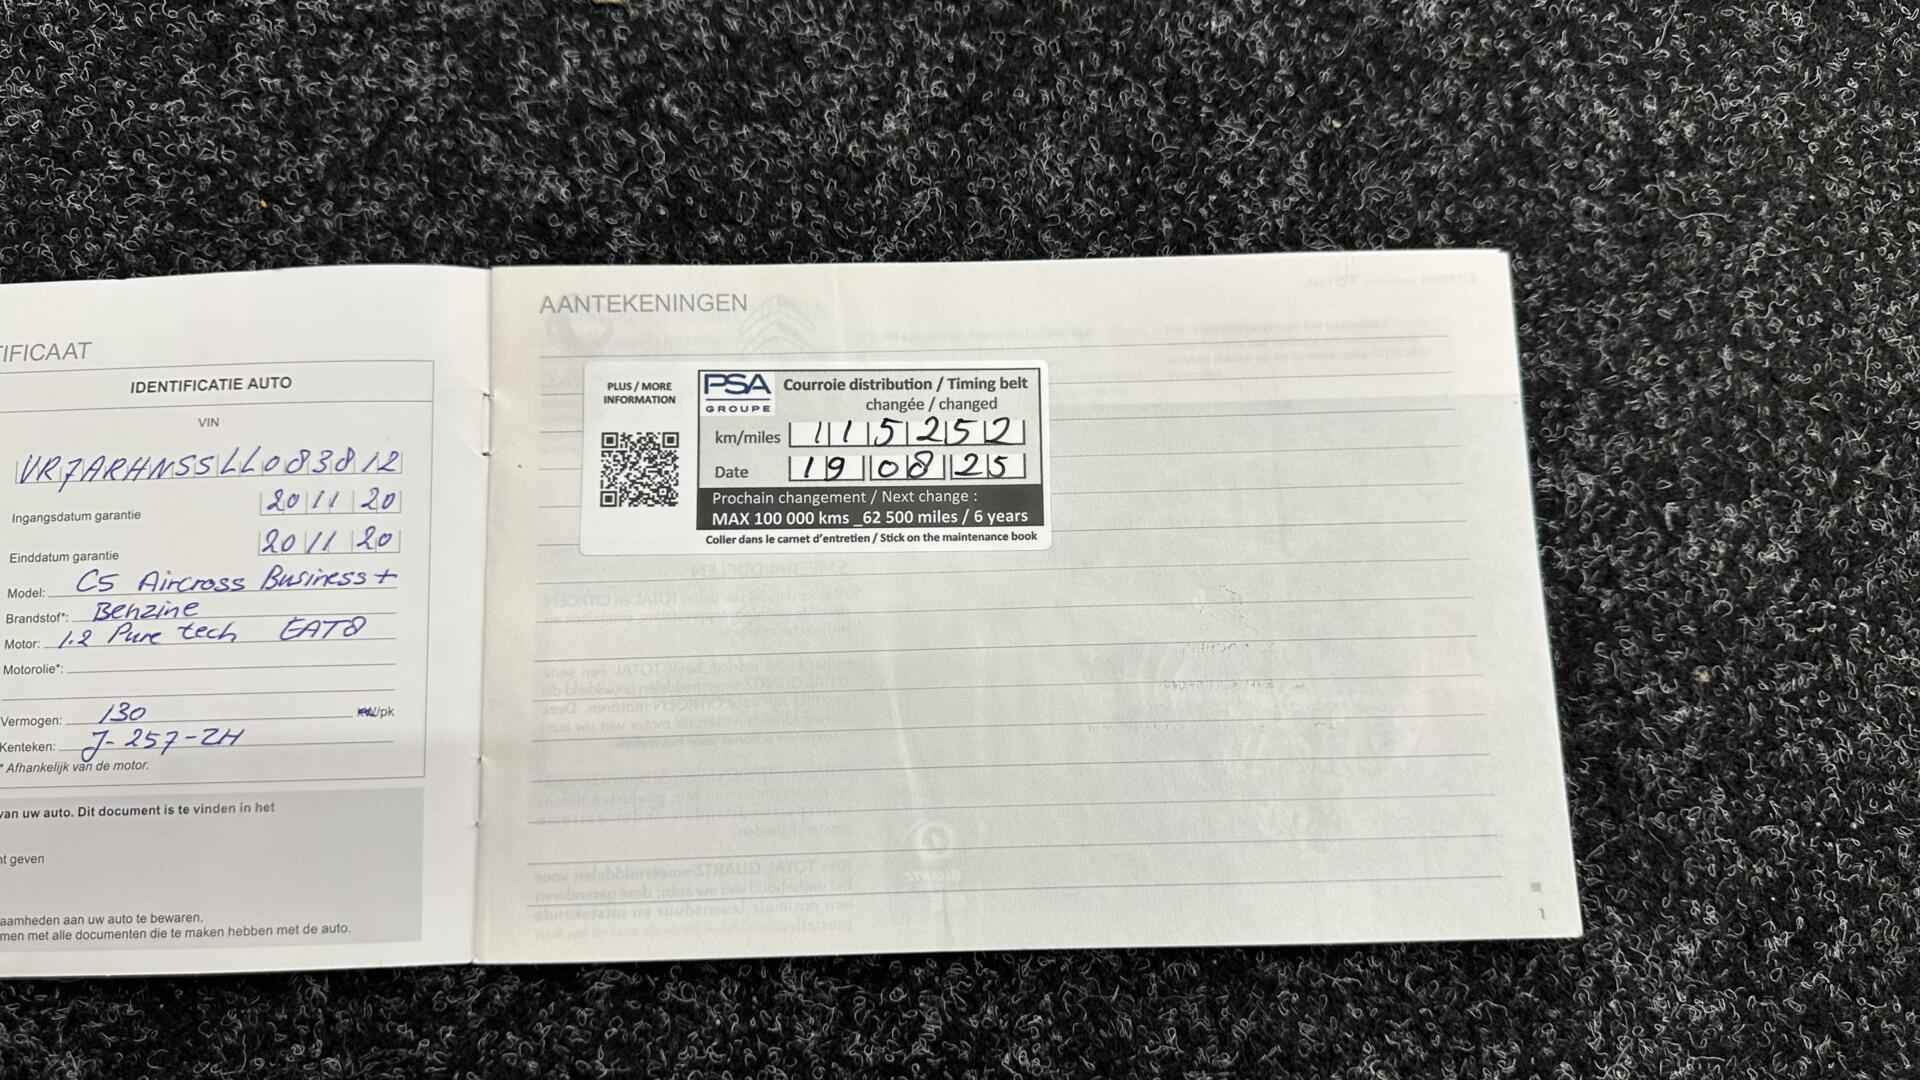 TIFICAAT
IDENTIFICATIE AUTO
VIN
VR7ARHNSSLL083812
Ingangsdatum garantie 20 11 20
Einddatum garantie 20 11 20
Model: C5 Aircross Business+
Brandstof*: Benzine
Motor: 1.2 Pure tech EAT8
Motorolie*:
Vermogen: 130 kW/pk
Kenteken: J-257-ZH
* Afhankelijk van de motor.
van uw auto. Dit document is te vinden in het
nt geven
aamheden aan uw auto te bewaren.
men met alle documenten die te maken hebben met de auto.
AANTEKENINGEN
PLUS / MORE
INFORMATION
PSA
GROUPE
Courroie distribution / Timing belt
changée / changed
km/miles 115252
Date 19 08 25
Prochain changement / Next change :
MAX 100 000 kms _62 500 miles / 6 years
Coller dans le carnet d'entretien / Stick on the maintenance book
1